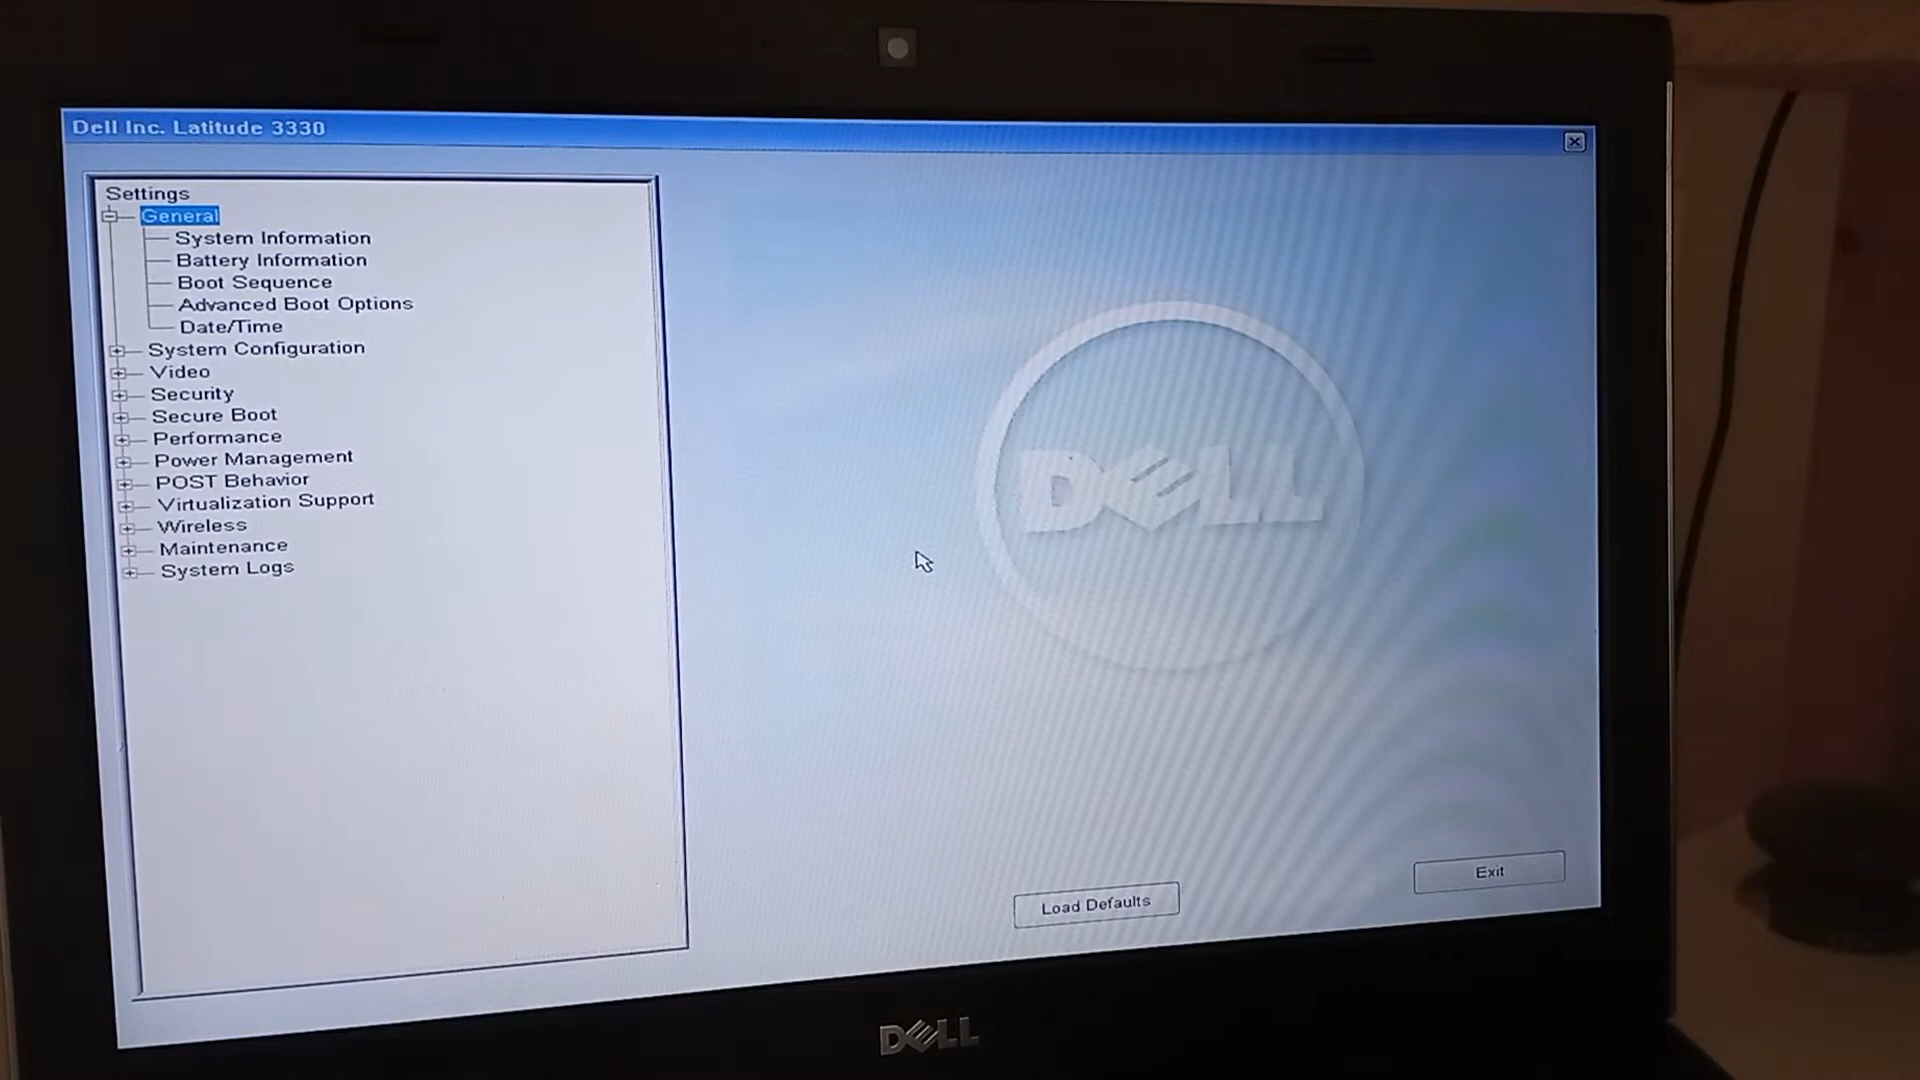 Dell Inc. Latitude 3330
Settings
General
System Information
Battery Information
Boot Sequence
Advanced Boot Options
Date/Time
System Configuration
Video
Security
Secure Boot
Performance
Power Management
POST Behavior
Virtualization Support
Wireless
Maintenance
System Logs
DELL
Load Defaults
Exit
DELL